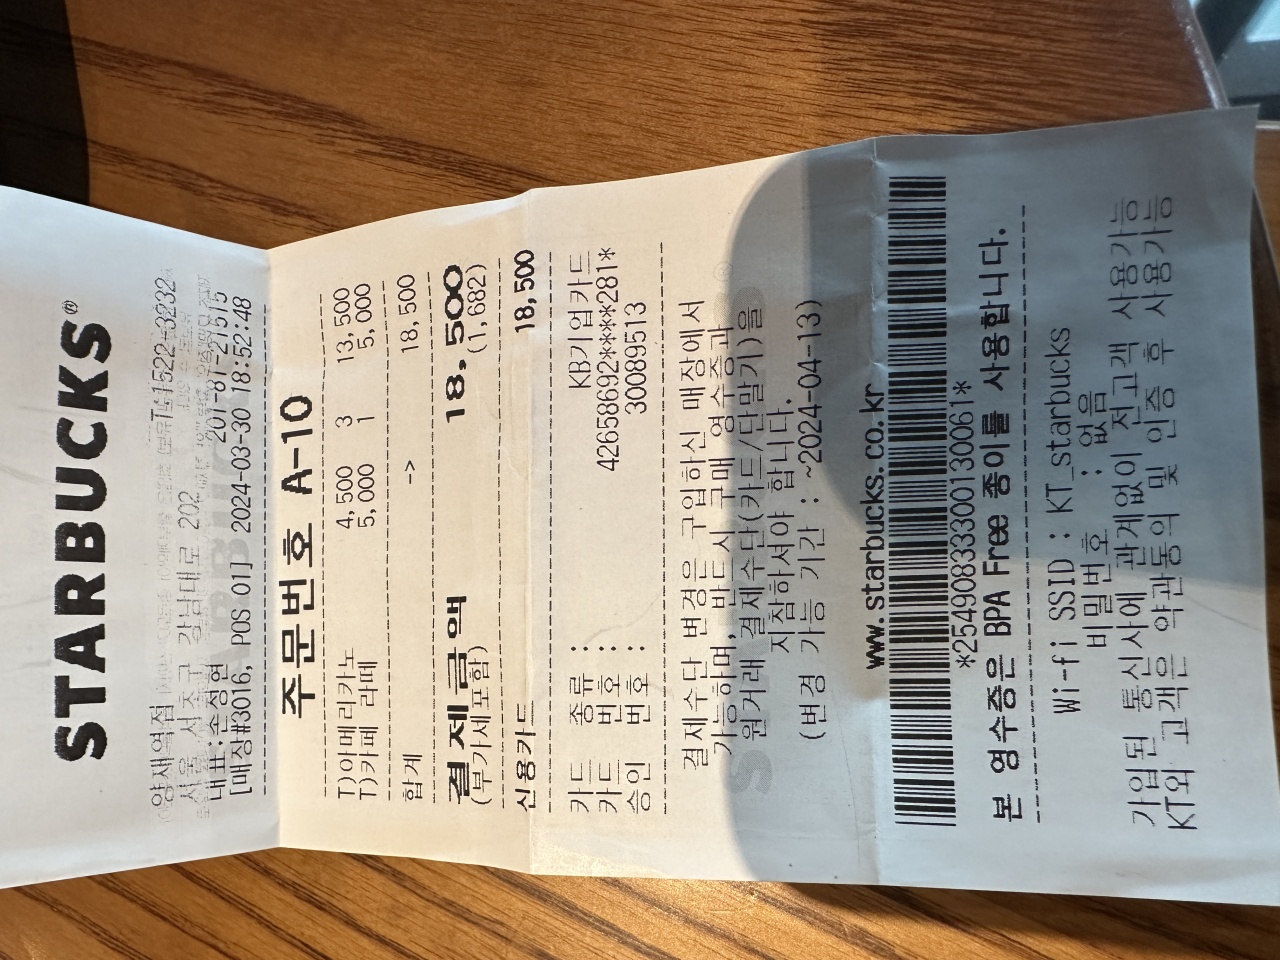 STARBUCKS®
양재역점 T:1522-3232
서울 서초구 강남대로 202
대표:손정현 201-81-21515
[매장#3016, POS 01] 2024-03-30 18:52:48
주문번호 A-10
T)아메리카노 4,500 3 13,500
T)카페 라떼 5,000 1 5,000
합계 -> 18,500
결제금액 18,500
(부가세포함) (1,682)
신용카드 18,500
카드 종류 : KB기업카드
카드 번호 : 42658692****281*
승인 번호 : 30089513
결제수단 변경은 구입하신 매장에서
가능하며, 반드시 구매 영수증과
원거래 결제수단(카드/단말기)을
지참하셔야 합니다.
(변경 가능 기간 : ~2024-04-13)
www.starbucks.co.kr
*25490833300130061*
본 영수증은 BPA Free 종이를 사용합니다.
Wi-fi SSID : KT_starbucks
비밀번호 : 없음
가입된 통신사에 관계없이 전고객 사용가능
KT외 고객은 약관동의 및 인증 후 사용가능